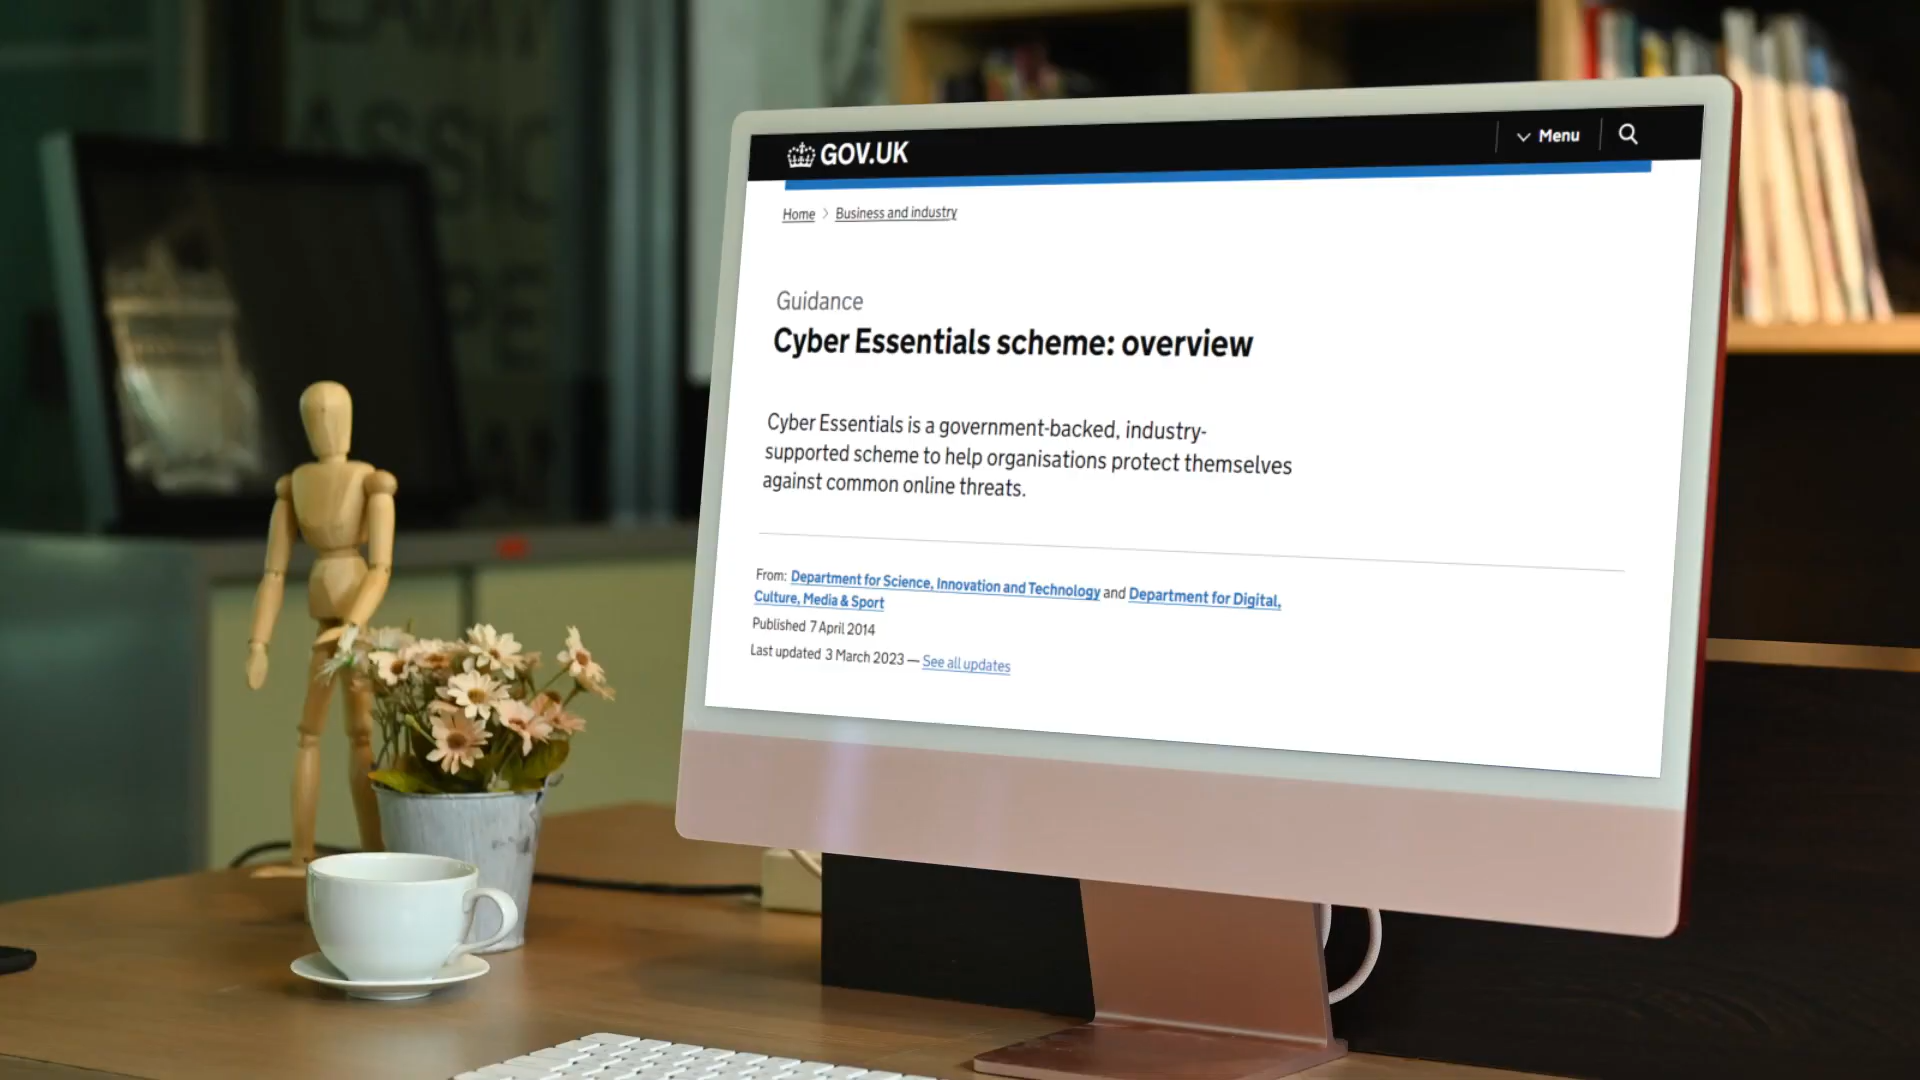 GOV.UK
Menu
Home > Business and industry
Guidance
Cyber Essentials scheme: overview
Cyber Essentials is a government-backed, industry-
supported scheme to help organisations protect themselves
against common online threats.
From: Department for Science, Innovation and Technology and Department for Digital,
Culture, Media & Sport
Published 7 April 2014
Last updated 3 March 2023 — See all updates